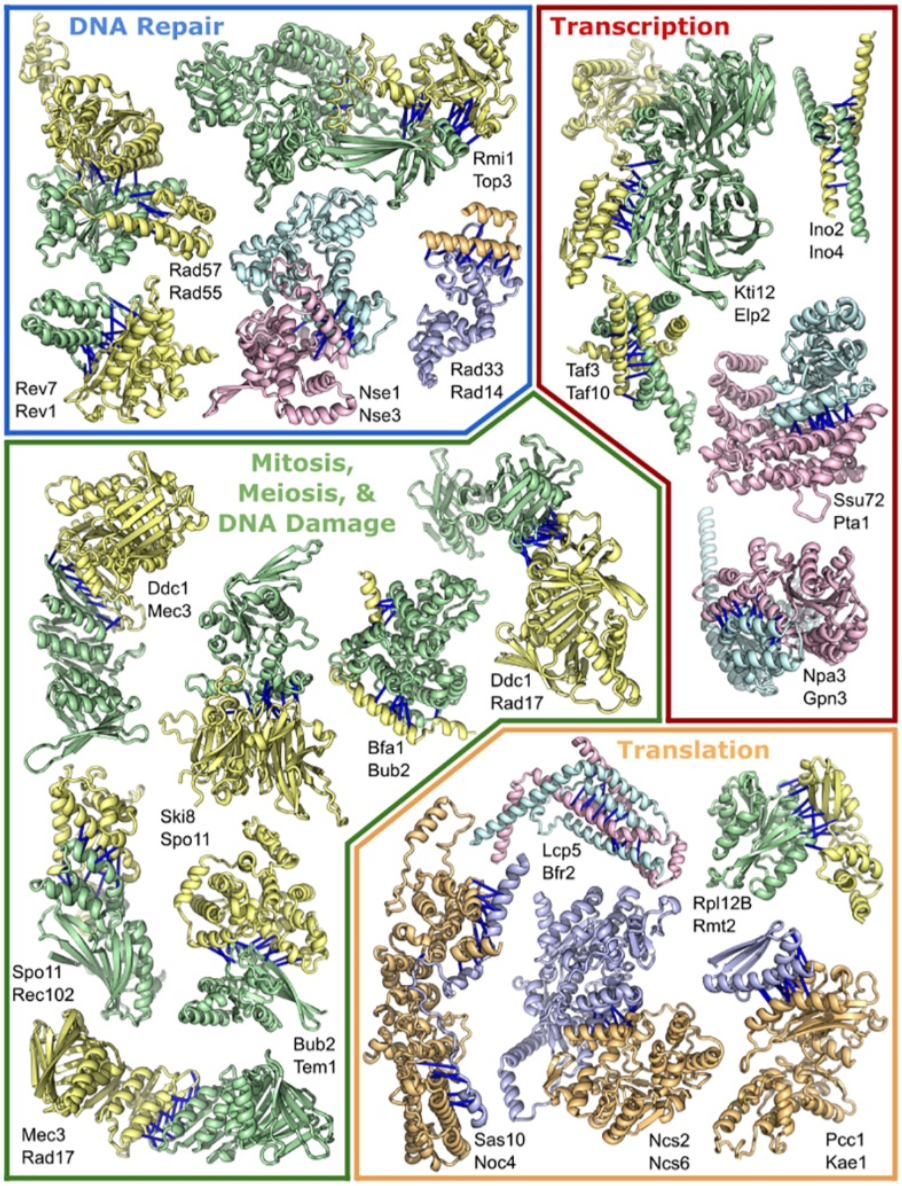 DNA Repair
Rmi1
Top3
Rad57
Rad55
Rev7
Rev1
Nse1
Nse3
Rad33
Rad14
Transcription
Ino2
Ino4
Kti12
Elp2
Taf3
Taf10
Ssu72
Pta1
Npa3
Gpn3
Mitosis,
Meiosis, &
DNA Damage
Ddc1
Mec3
Ddc1
Rad17
Bfa1
Bub2
Ski8
Spo11
Spo11
Rec102
Bub2
Tem1
Mec3
Rad17
Translation
Lcp5
Bfr2
Rpl12B
Rmt2
Sas10
Noc4
Ncs2
Ncs6
Pcc1
Kae1